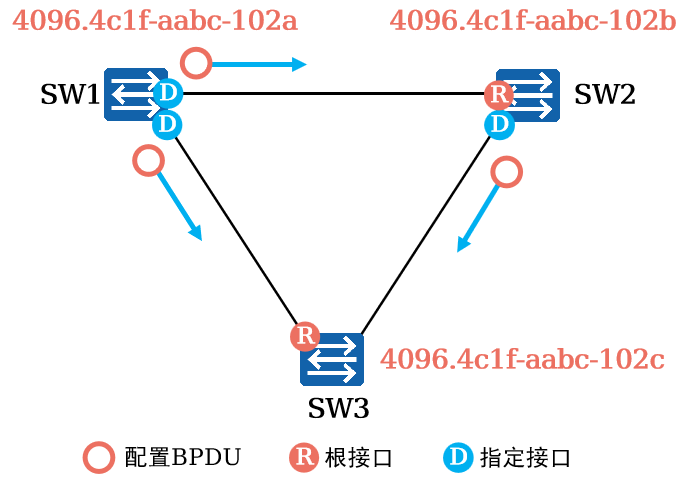 4096.4c1f-aabc-102a 4096.4c1f-aabc-102b
SW1 D R SW2
D D
R
4096.4c1f-aabc-102c
SW3
配置BPDU R 根接口 D 指定接口